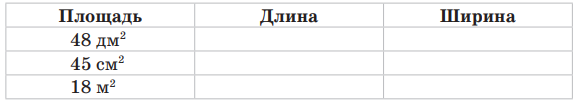 Площадь Длина Ширина
48 дм²
45 см²
18 м²